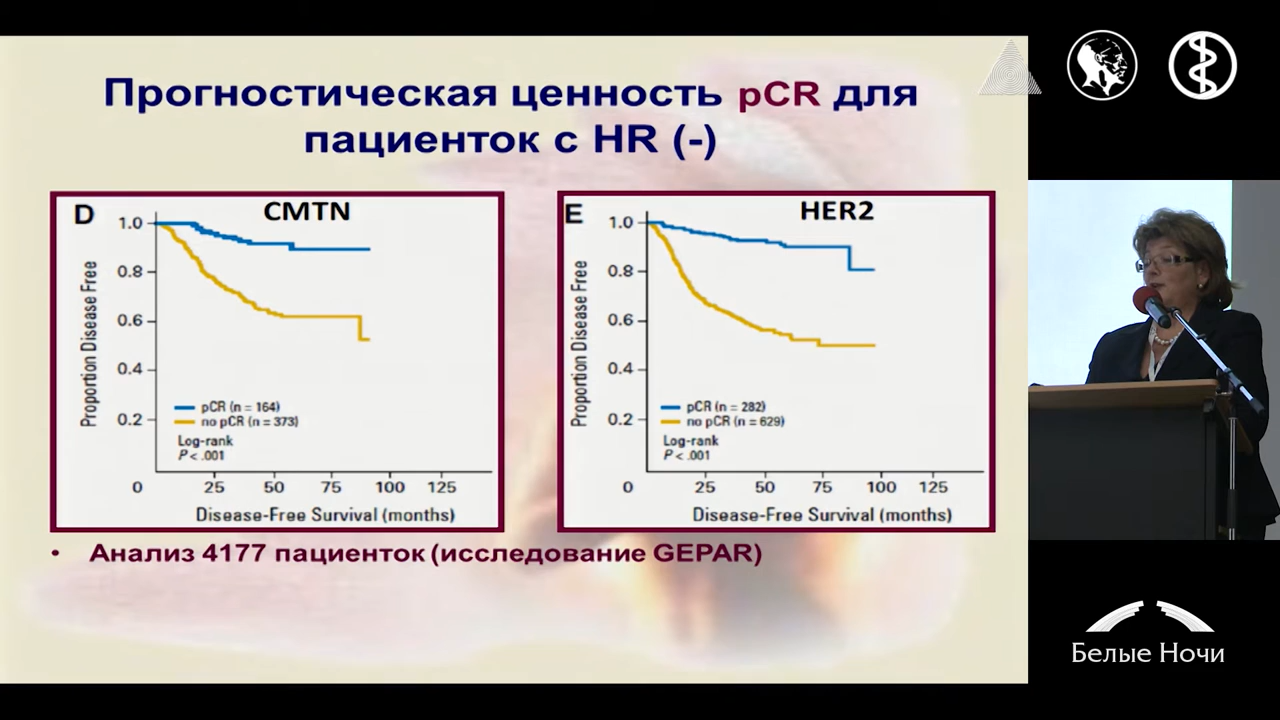 Прогностическая ценность pCR для
пациенток с HR (-)
D
CMTN
Proportion Disease Free
1.0
0.8
0.6
0.4
0.2
pCR (n = 164)
no pCR (n = 373)
Log-rank
P < .001
0 25 50 75 100 125
Disease-Free Survival (months)
E
HER2
Proportion Disease Free
1.0
0.8
0.6
0.4
0.2
pCR (n = 282)
no pCR (n = 629)
Log-rank
P < .001
0 25 50 75 100 125
Disease-Free Survival (months)
• Анализ 4177 пациенток (исследование GEPAR)
Белые Ночи